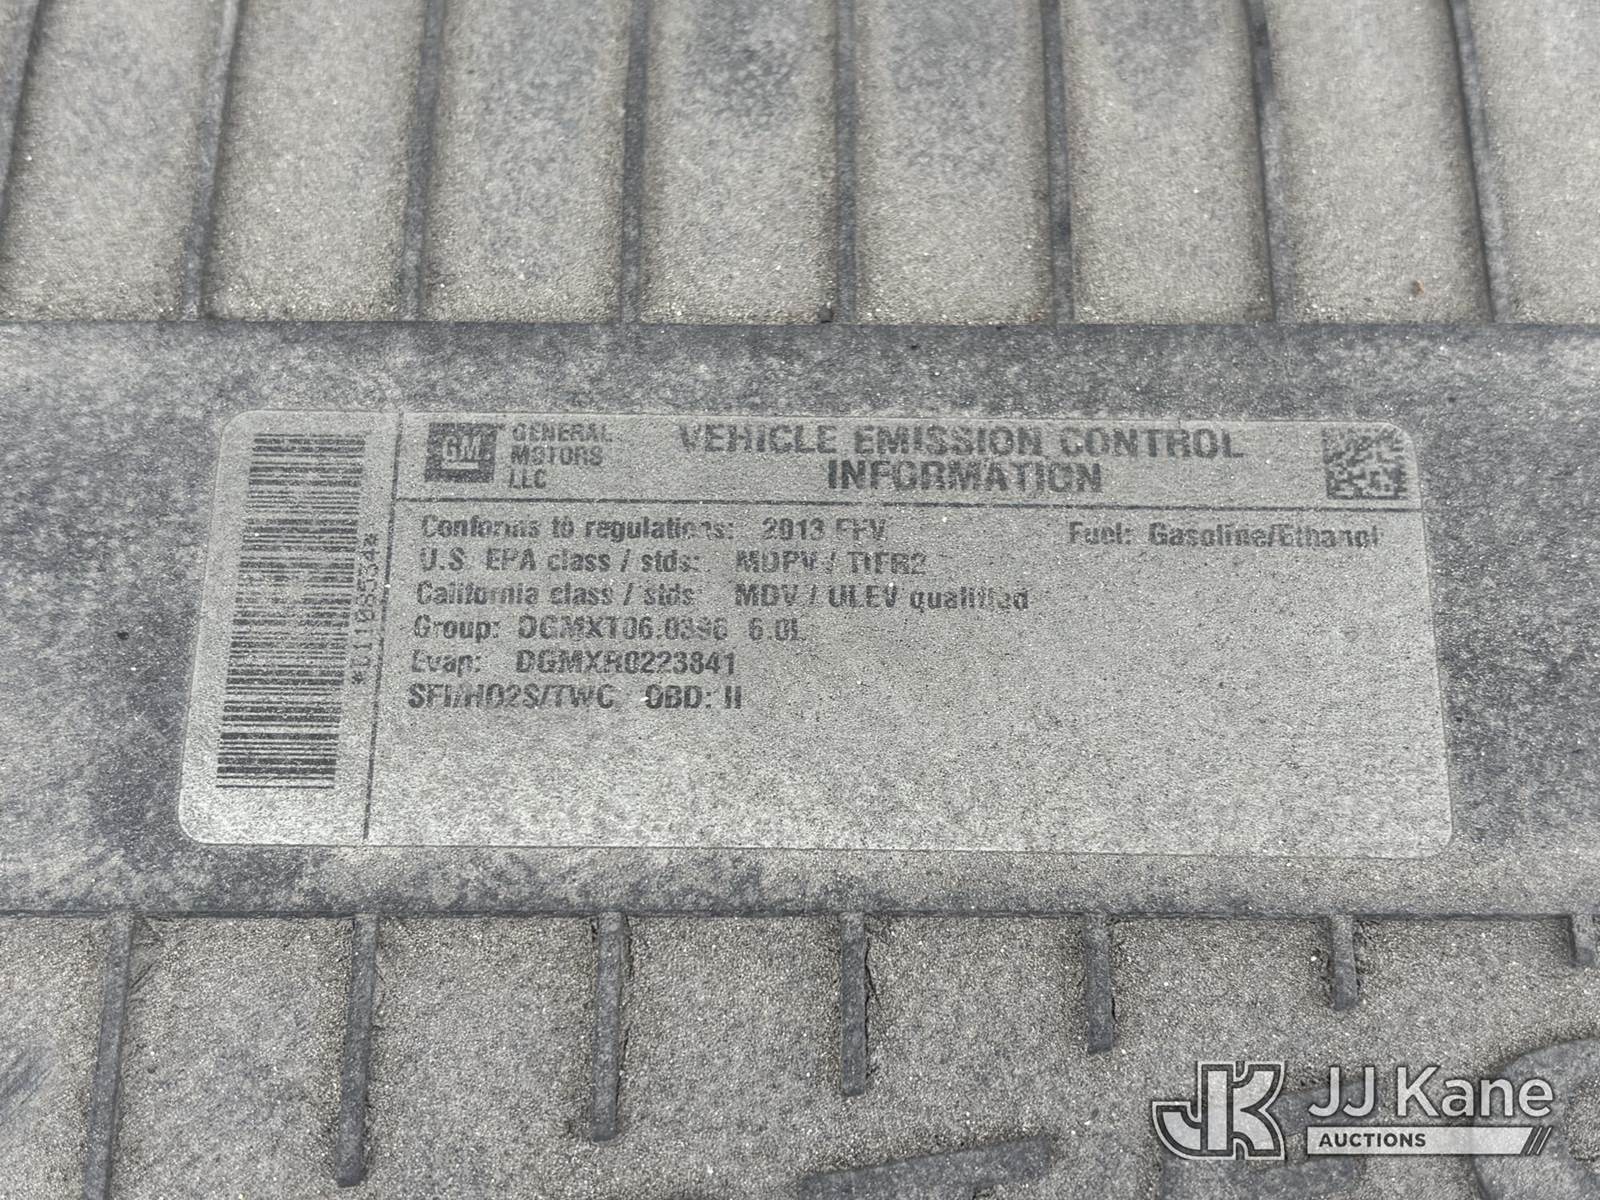 GM
GENERAL
MOTORS
LLC
VEHICLE EMISSION CONTROL
INFORMATION
Conforms to regulations: 2013 FFV
Fuel: Gasoline/Ethanol
U.S. EPA class / stds: MDPV /
California class / stds: MDV / ULEV qualified
Group: DGMXT06.0396 6.0L
Evap: DGMXR0223841
SFI/HO2S/TWC OBD: II
JK
JJ Kane
AUCTIONS